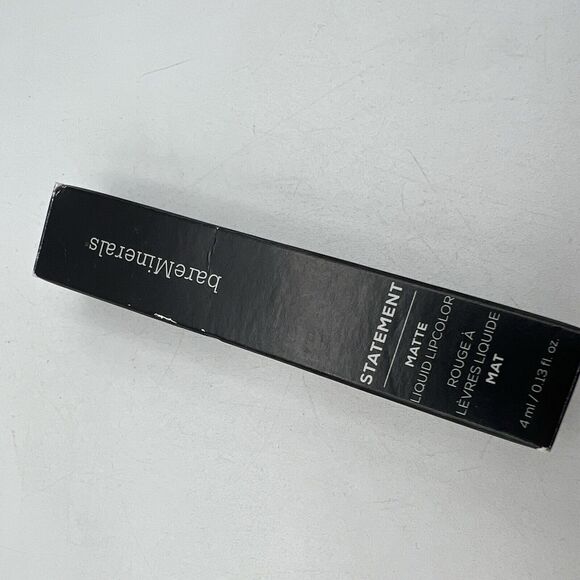 bareMinerals®
STATEMENT
MATTE
LIQUID LIPCOLOR
ROUGE À
LÈVRES LIQUIDE
MAT
4 ml / 0.13 fl. oz.